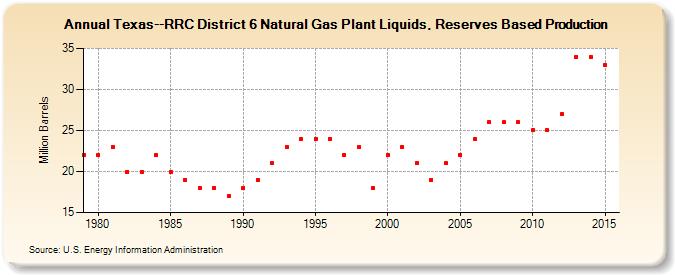 Annual Texas--RRC District 6 Natural Gas Plant Liquids, Reserves Based Production
Million Barrels
35
30
25
20
15
1980 1985 1990 1995 2000 2005 2010 2015
Source: U.S. Energy Information Administration